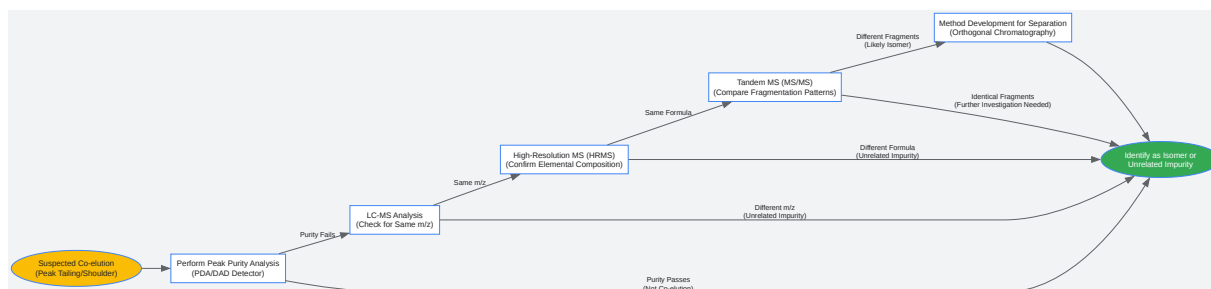 Method Development for Separation
(Orthogonal Chromatography)
Different Fragments
(Likely Isomer)
Tandem MS (MS/MS)
(Compare Fragmentation Patterns)
Identical Fragments
(Further Investigation Needed)
Same Formula
High-Resolution MS (HRMS)
(Confirm Elemental Composition)
Different Formula
(Unrelated Impurity)
Identify as Isomer or
Unrelated Impurity
Same m/z
LC-MS Analysis
(Check for Same m/z)
Different m/z
(Unrelated Impurity)
Purity Fails
Suspected Co-elution
(Peak Tailing/Shoulder)
Perform Peak Purity Analysis
(PDA/DAD Detector)
Purity Passes
(Not Co-elution)